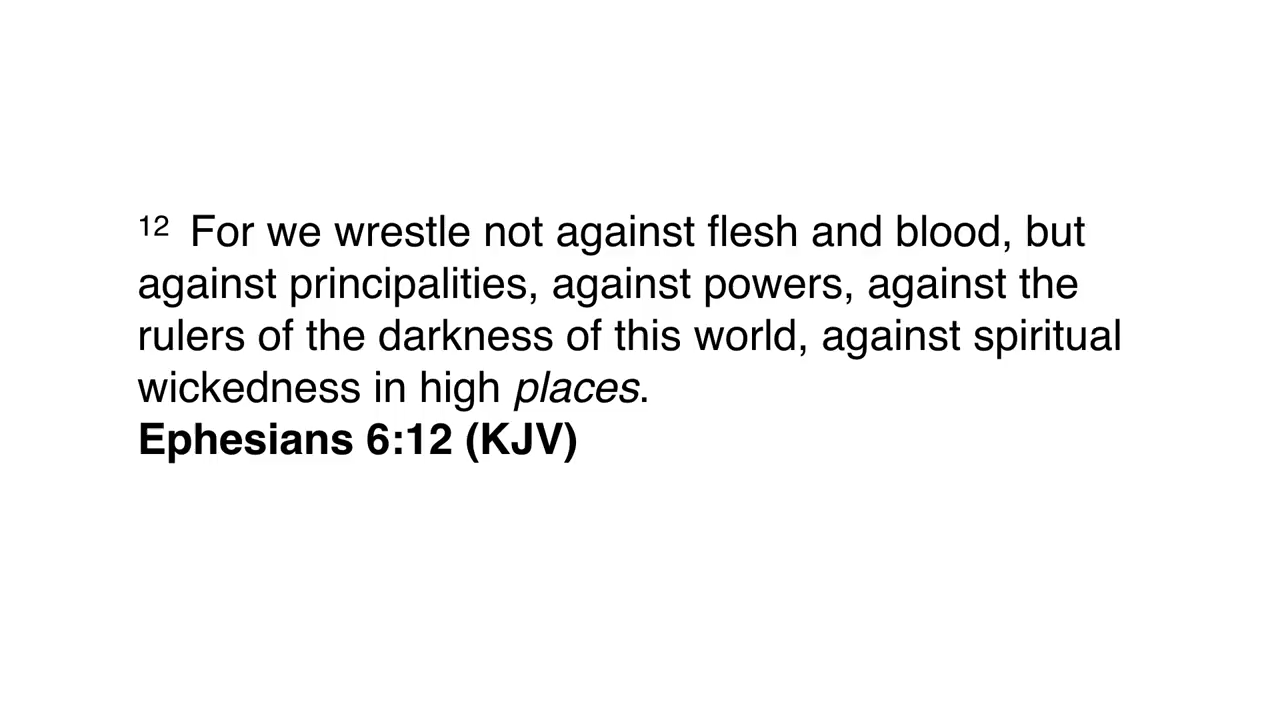 12 For we wrestle not against flesh and blood, but
against principalities, against powers, against the
rulers of the darkness of this world, against spiritual
wickedness in high places.
Ephesians 6:12 (KJV)